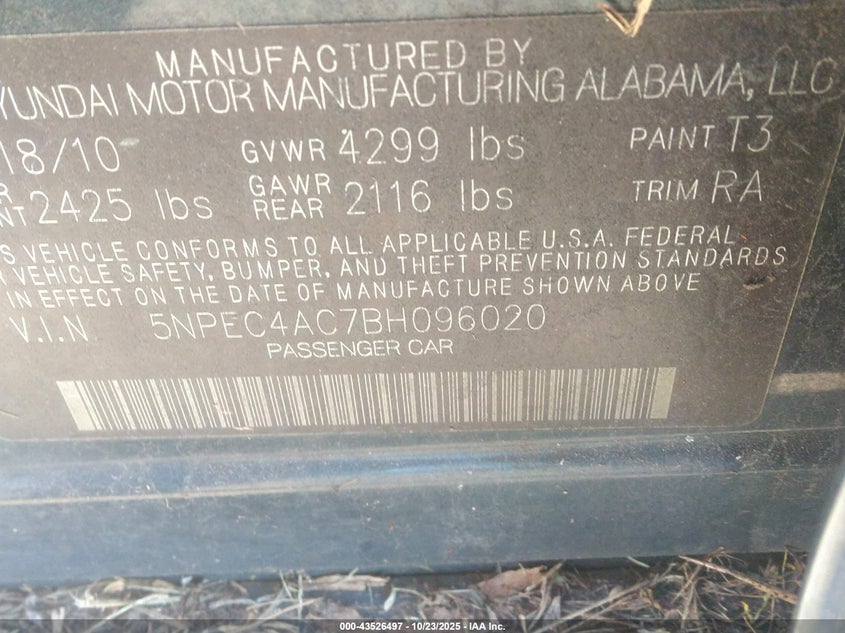 MANUFACTURED BY
YUNDAI MOTOR MANUFACTURING ALABAMA, LLC
18/10 GVWR 4299 lbs PAINT T3
R NT 2425 lbs GAWR REAR 2116 lbs TRIM RA
S VEHICLE CONFORMS TO ALL APPLICABLE U.S.A. FEDERAL
VEHICLE SAFETY, BUMPER, AND THEFT PREVENTION STANDARDS
IN EFFECT ON THE DATE OF MANUFACTURE SHOWN ABOVE
V.I.N. 5NPEC4AC7BH096020
PASSENGER CAR
000-43526497 - 10/23/2025 - IAA Inc.